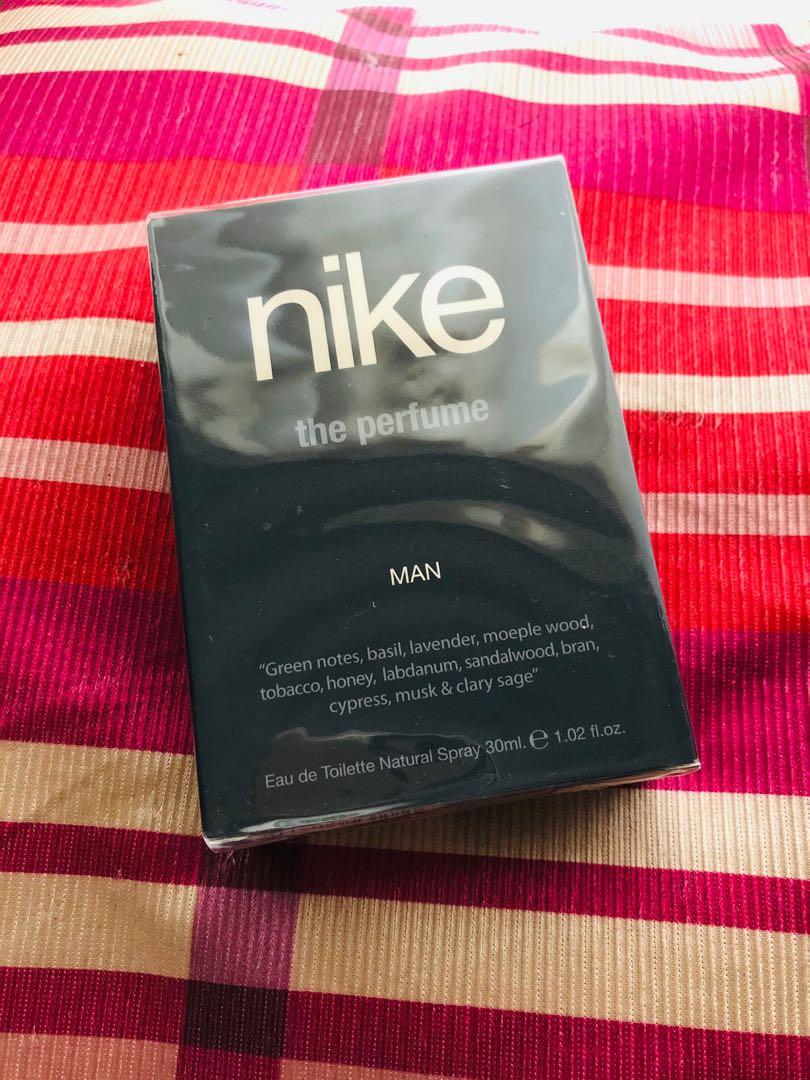 nike
the perfume
MAN
“Green notes, basil, lavender, moeple wood,
tobacco, honey, labdanum, sandalwood, bran,
cypress, musk & clary sage”
Eau de Toilette Natural Spray 30ml. ℮ 1.02 fl.oz.